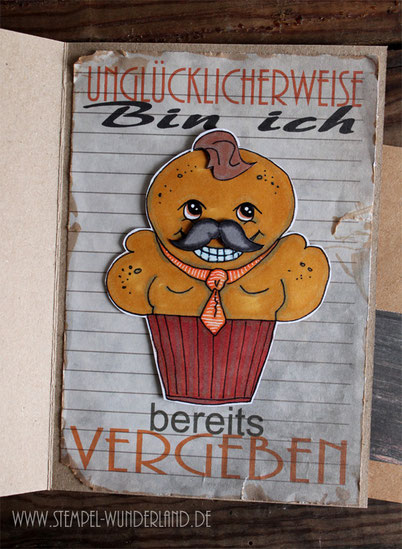 UNGLÜCKLICHERWEISE
Bin ich
bereits
VERGEBEN
WWW.STEMPEL-WUNDERLAND.DE